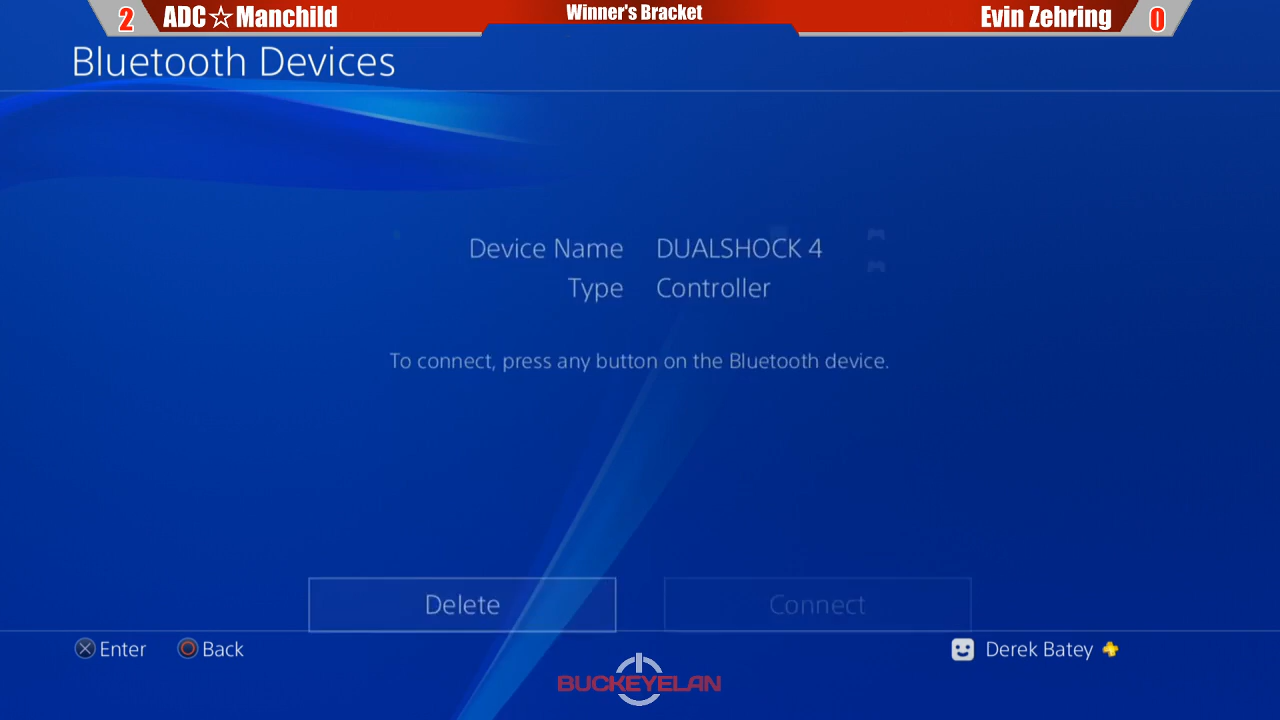 2 ADC☆Manchild Winner's Bracket Evin Zehring 0
Bluetooth Devices
Device Name DUALSHOCK 4
Type Controller
To connect, press any button on the Bluetooth device.
Delete Connect
Enter Back Derek Batey
BUCKEYELAN